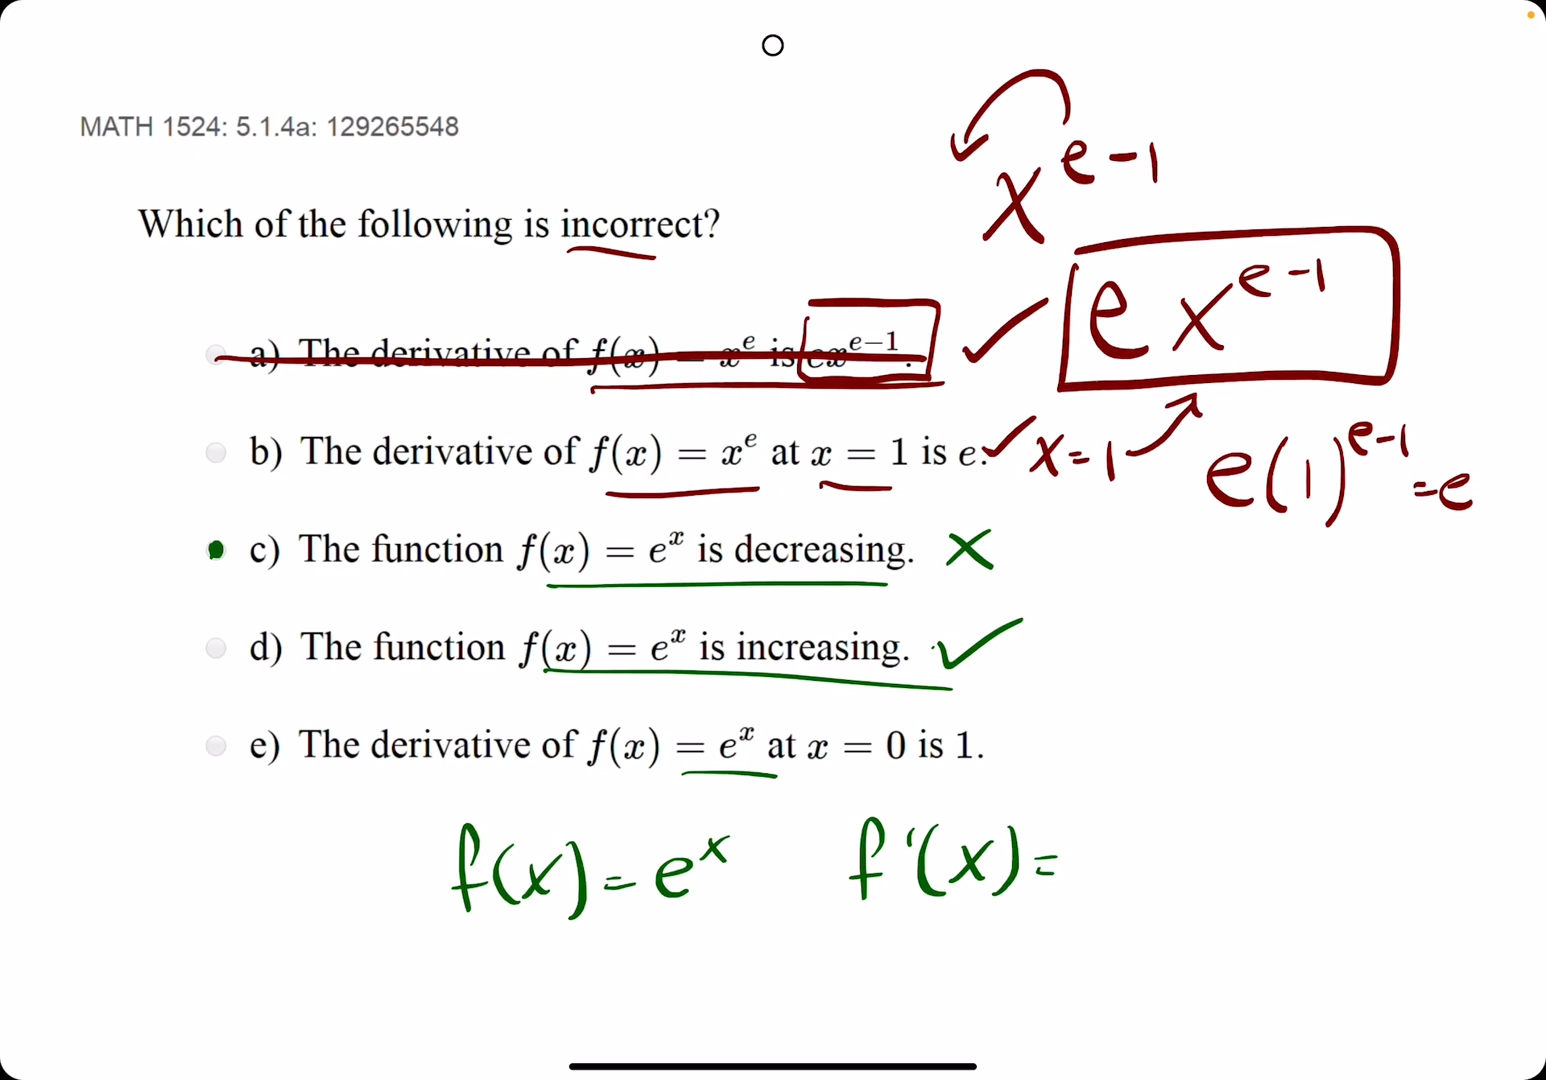 MATH 1524: 5.1.4a: 129265548
x^{e-1}
Which of the following is incorrect?
e x^{e-1}
a) The derivative of f(x) = x^e is ex^{e-1}.
b) The derivative of f(x) = x^e at x = 1 is e.
x=1
e(1)^{e-1} = e
c) The function f(x) = e^x is decreasing.
d) The function f(x) = e^x is increasing.
e) The derivative of f(x) = e^x at x = 0 is 1.
f(x) = e^x f'(x) =